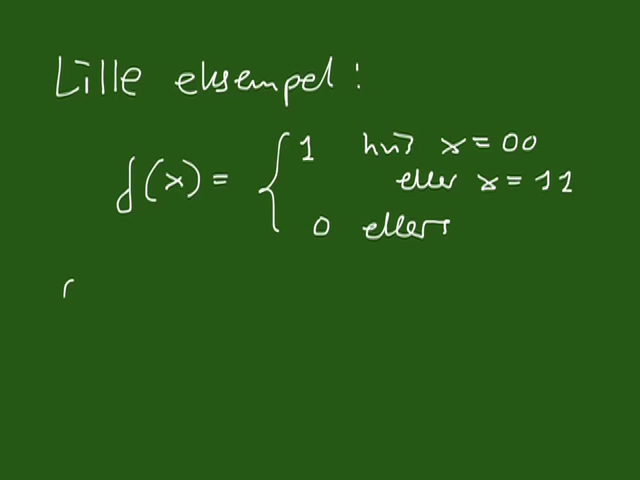 Lille eksempel:
f(x) = { 1 hvis x = 00
eller x = 11
0 ellers